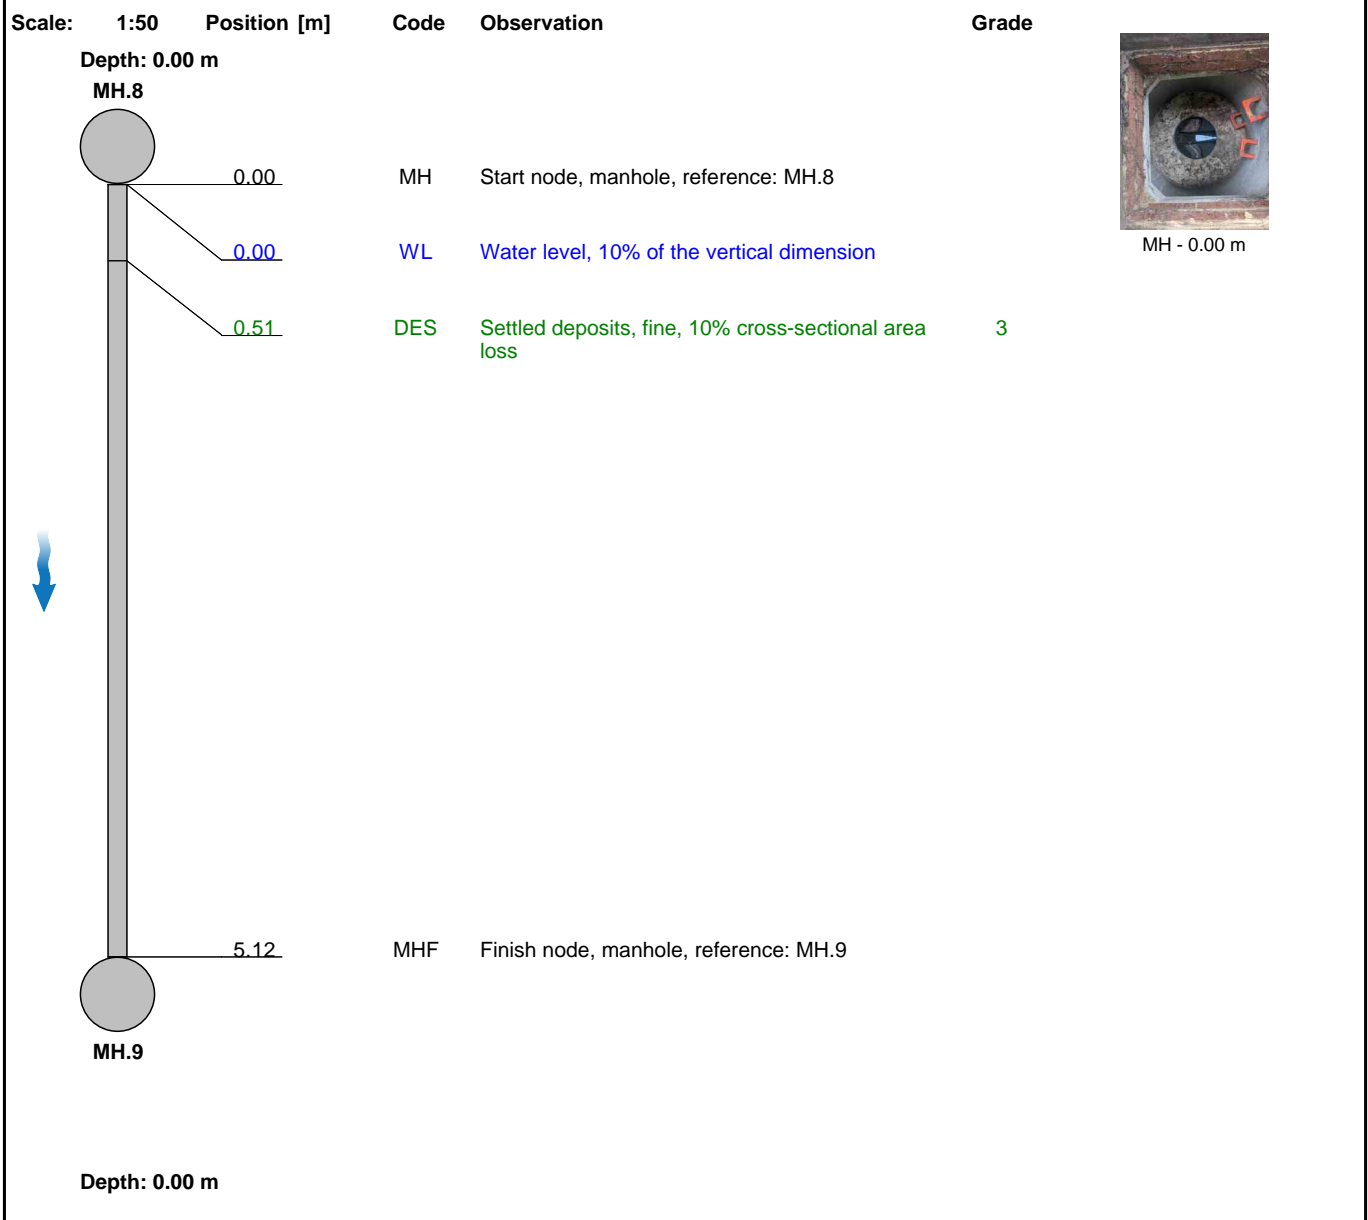 Scale: 1:50 Position [m] Code Observation Grade
Depth: 0.00 m
MH.8
0.00 MH Start node, manhole, reference: MH.8
0.00 WL Water level, 10% of the vertical dimension
MH - 0.00 m
0.51 DES Settled deposits, fine, 10% cross-sectional area 3
loss
5.12 MHF Finish node, manhole, reference: MH.9
MH.9
Depth: 0.00 m